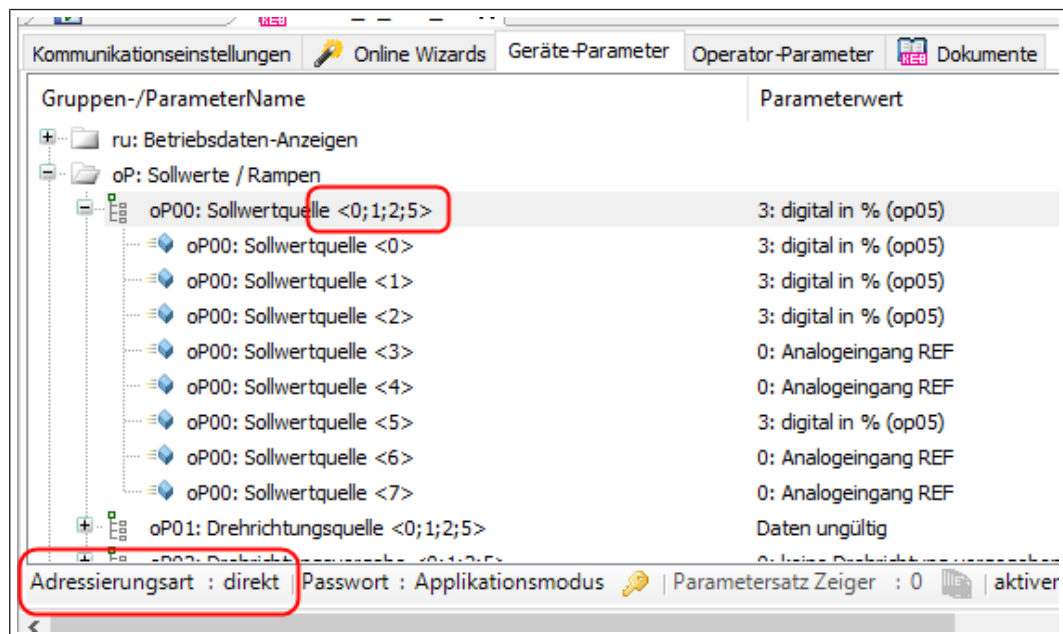 Kommunikationseinstellungen Online Wizards Geräte-Parameter Operator-Parameter KEB Dokumente
Gruppen-/ParameterName Parameterwert
ru: Betriebsdaten-Anzeigen
oP: Sollwerte / Rampen
oP00: Sollwertquelle <0;1;2;5> 3: digital in % (op05)
oP00: Sollwertquelle <0> 3: digital in % (op05)
oP00: Sollwertquelle <1> 3: digital in % (op05)
oP00: Sollwertquelle <2> 3: digital in % (op05)
oP00: Sollwertquelle <3> 0: Analogeingang REF
oP00: Sollwertquelle <4> 0: Analogeingang REF
oP00: Sollwertquelle <5> 3: digital in % (op05)
oP00: Sollwertquelle <6> 0: Analogeingang REF
oP00: Sollwertquelle <7> 0: Analogeingang REF
oP01: Drehrichtungsquelle <0;1;2;5> Daten ungültig
Adressierungsart : direkt | Passwort : Applikationsmodus | Parametersatz Zeiger : 0 | aktiver